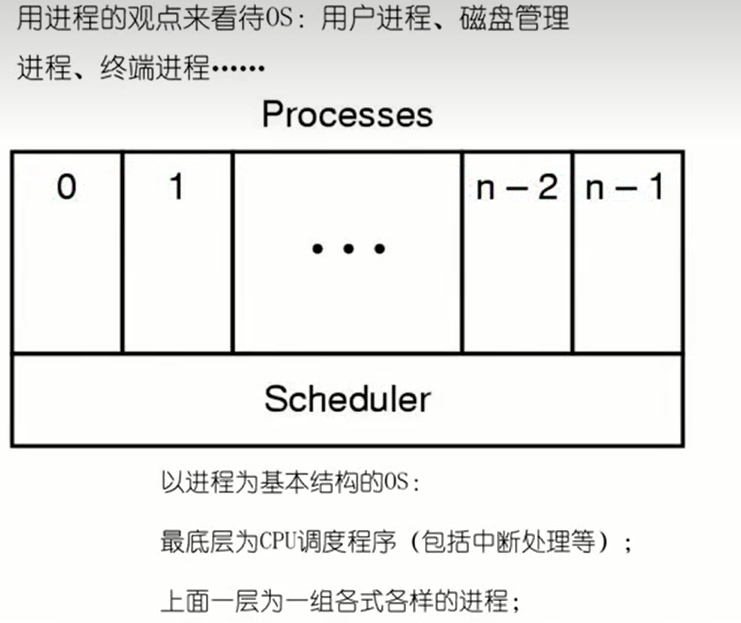 用进程的观点来看待OS：用户进程、磁盘管理
进程、终端进程……
Processes
0 1 ... n – 2 n – 1
Scheduler
以进程为基本结构的OS：
最底层为CPU调度程序（包括中断处理等）；
上面一层为一组各式各样的进程；